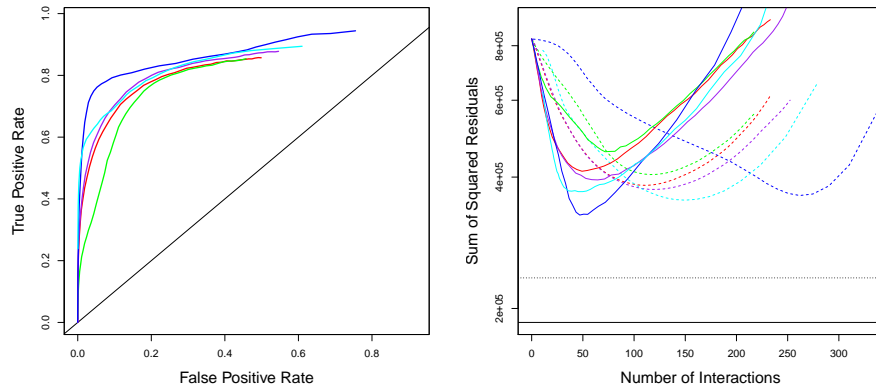 1.0
0.8
0.6
0.4
0.2
0.0
True Positive Rate
0.0
0.2
0.4
0.6
0.8
False Positive Rate
8e+05
6e+05
4e+05
2e+05
Sum of Squared Residuals
0
50
100
150
200
250
300
Number of Interactions